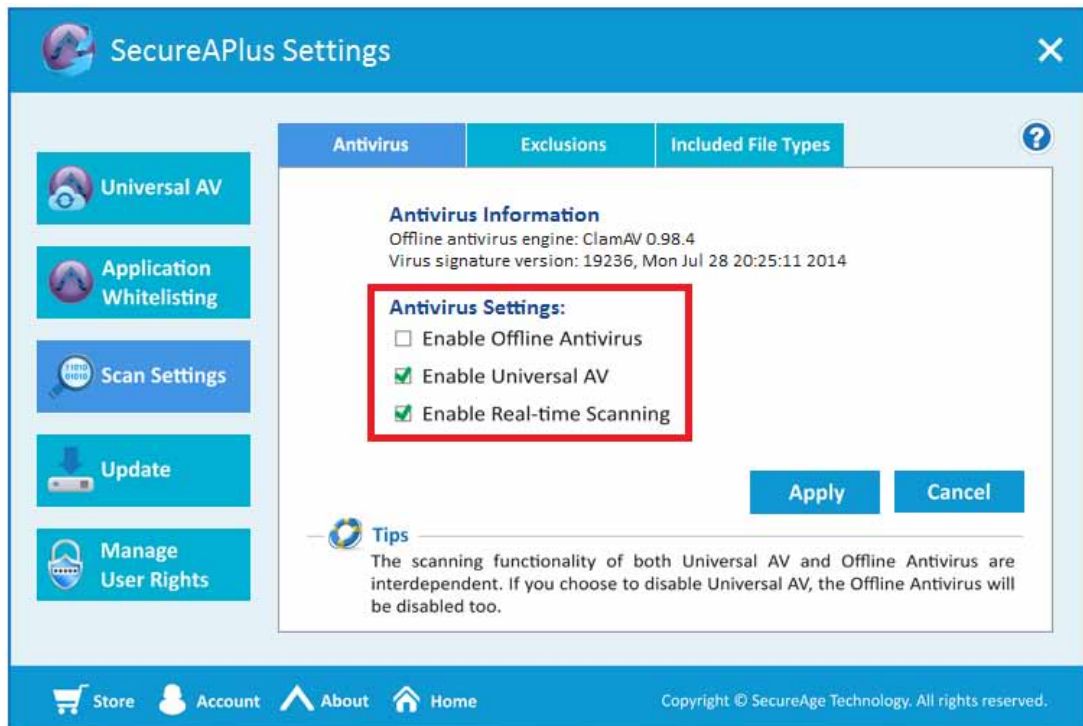 SecureAPlus Settings
Antivirus
Exclusions
Included File Types
Universal AV
Application
Whitelisting
Scan Settings
Update
Manage
User Rights
Antivirus Information
Offline antivirus engine: ClamAV 0.98.4
Virus signature version: 19236, Mon Jul 28 20:25:11 2014
Antivirus Settings:
Enable Offline Antivirus
Enable Universal AV
Enable Real-time Scanning
Apply
Cancel
Tips
The scanning functionality of both Universal AV and Offline Antivirus are
interdependent. If you choose to disable Universal AV, the Offline Antivirus will
be disabled too.
Store
Account
About
Home
Copyright © SecureAge Technology. All rights reserved.